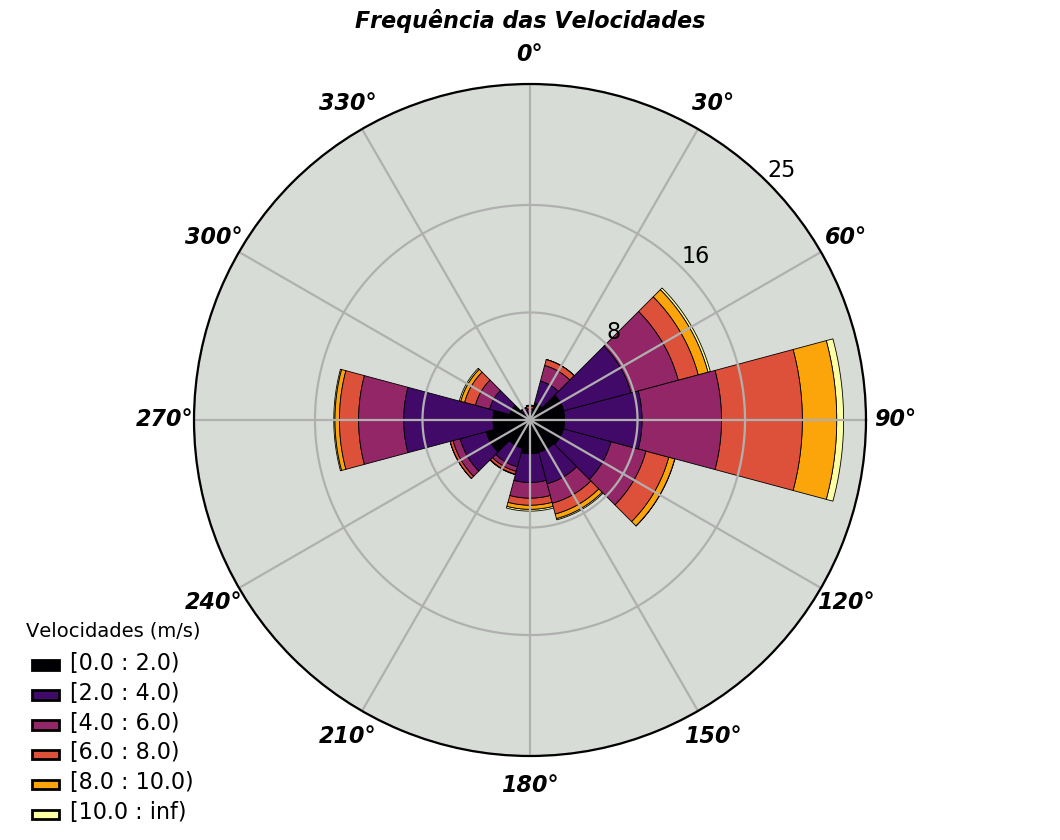 Frequência das Velocidades
0°
330°
30°
25
300°
60°
16
8
270°
90°
240°
120°
210°
150°
180°
Velocidades (m/s)
[0.0 : 2.0)
[2.0 : 4.0)
[4.0 : 6.0)
[6.0 : 8.0)
[8.0 : 10.0)
[10.0 : inf)